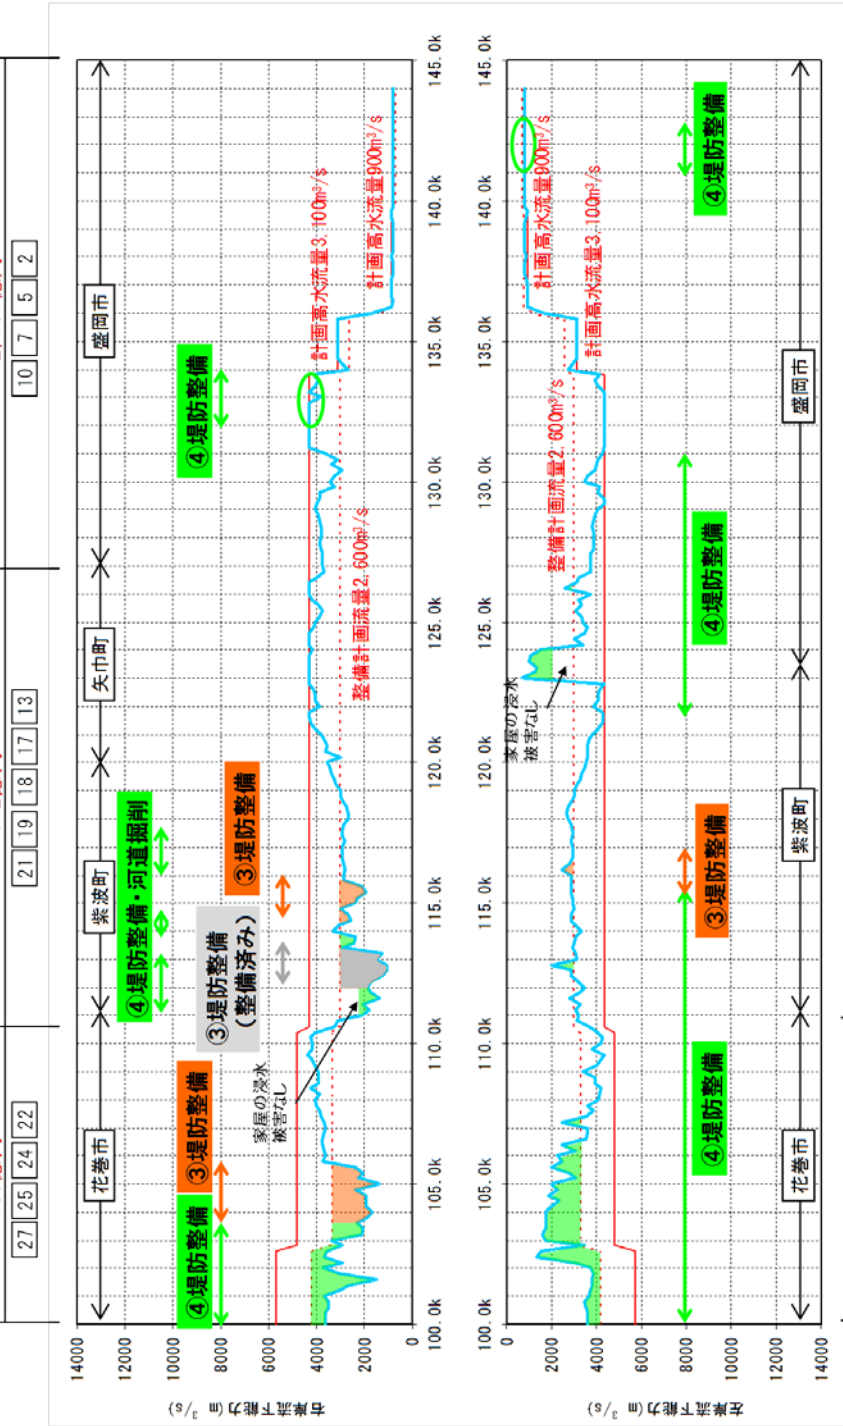 27 25 24 22
21 19 18 17 13
10 7 5 2
花巻市
紫波町
矢巾町
盛岡市
④堤防整備・河道掘削
④堤防整備
③堤防整備
③堤防整備
(整備済み)
③堤防整備
④堤防整備
家屋の浸水
被害なし
整備計画流量2,600m³/s
計画高水流量3,100m³/s
計画高水流量900m³/s
右岸流下能力(m³/s)
14000
12000
10000
8000
6000
4000
2000
0
100.0k
105.0k
110.0k
115.0k
120.0k
125.0k
130.0k
135.0k
140.0k
145.0k
左岸流下能力(m³/s)
0
2000
4000
6000
8000
10000
12000
14000
100.0k
105.0k
110.0k
115.0k
120.0k
125.0k
130.0k
135.0k
140.0k
145.0k
家屋の浸水
被害なし
整備計画流量2,600m³/s
計画高水流量3,100m³/s
計画高水流量900m³/s
④堤防整備
③堤防整備
④堤防整備
④堤防整備
花巻市
紫波町
盛岡市